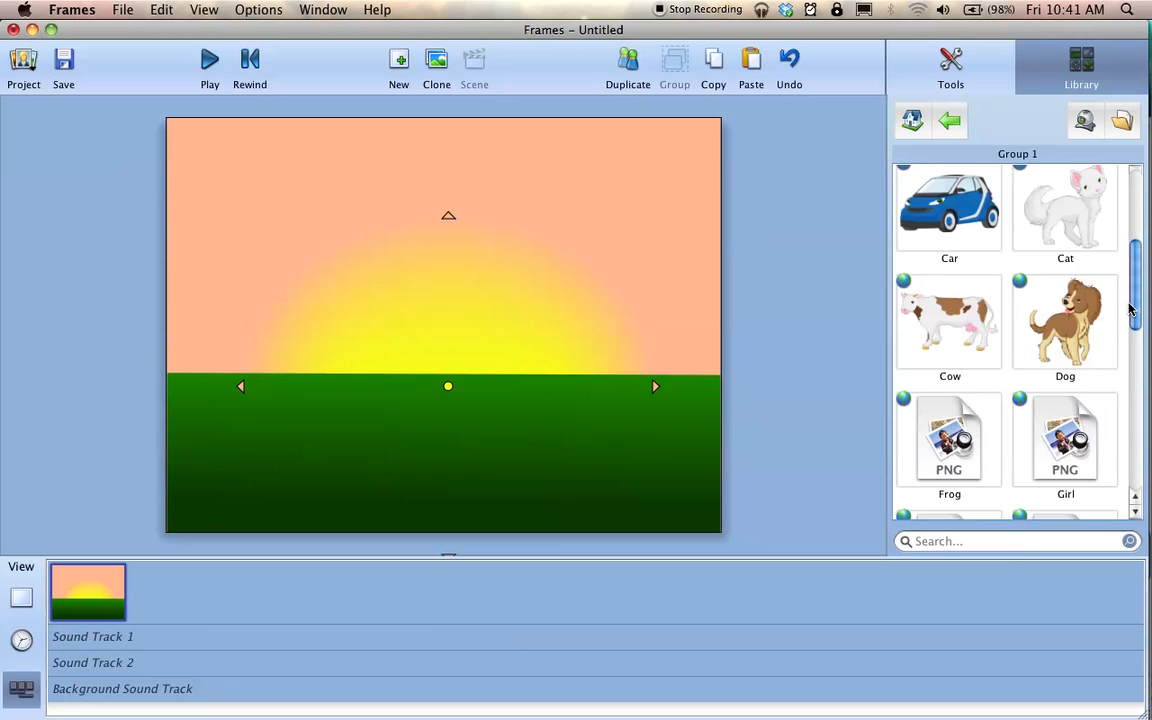 Frames File Edit View Options Window Help Stop Recording (98%) Fri 10:41 AM
Frames – Untitled
Project Save Play Rewind New Clone Scene Duplicate Group Copy Paste Undo Tools Library
Group 1
Car Cat
Cow Dog
PNG PNG
Frog Girl
Search...
View
Sound Track 1
Sound Track 2
Background Sound Track